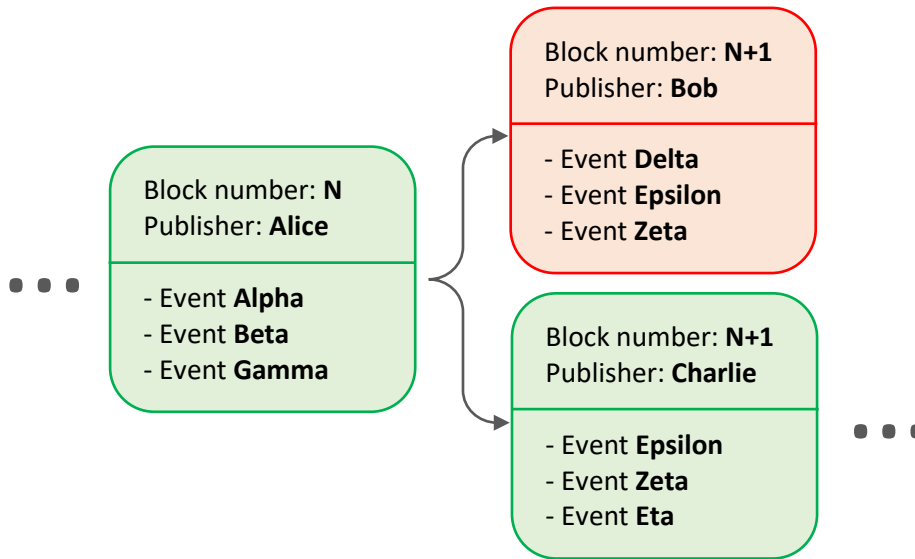 Block number: N
Publisher: Alice
- Event Alpha
- Event Beta
- Event Gamma
Block number: N+1
Publisher: Bob
- Event Delta
- Event Epsilon
- Event Zeta
Block number: N+1
Publisher: Charlie
- Event Epsilon
- Event Zeta
- Event Eta